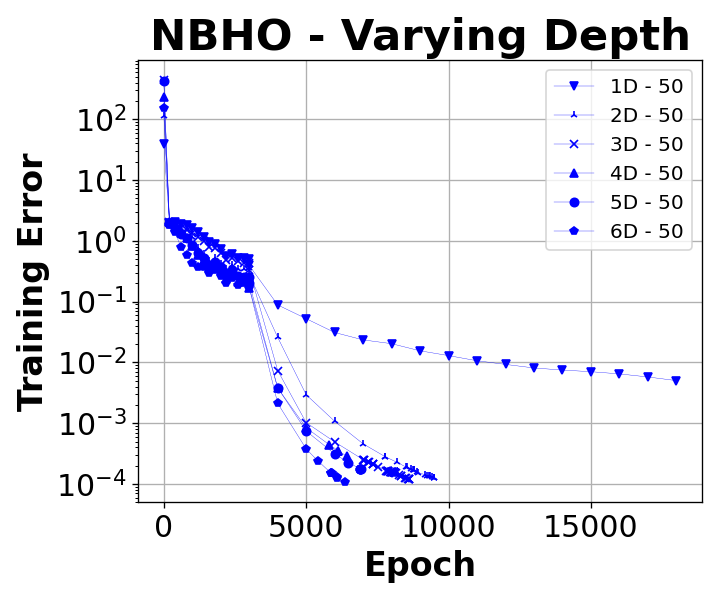 NBHO - Varying Depth
Training Error
10²
10¹
10⁰
10⁻¹
10⁻²
10⁻³
10⁻⁴
1D - 50
2D - 50
3D - 50
4D - 50
5D - 50
6D - 50
0 5000 10000 15000
Epoch